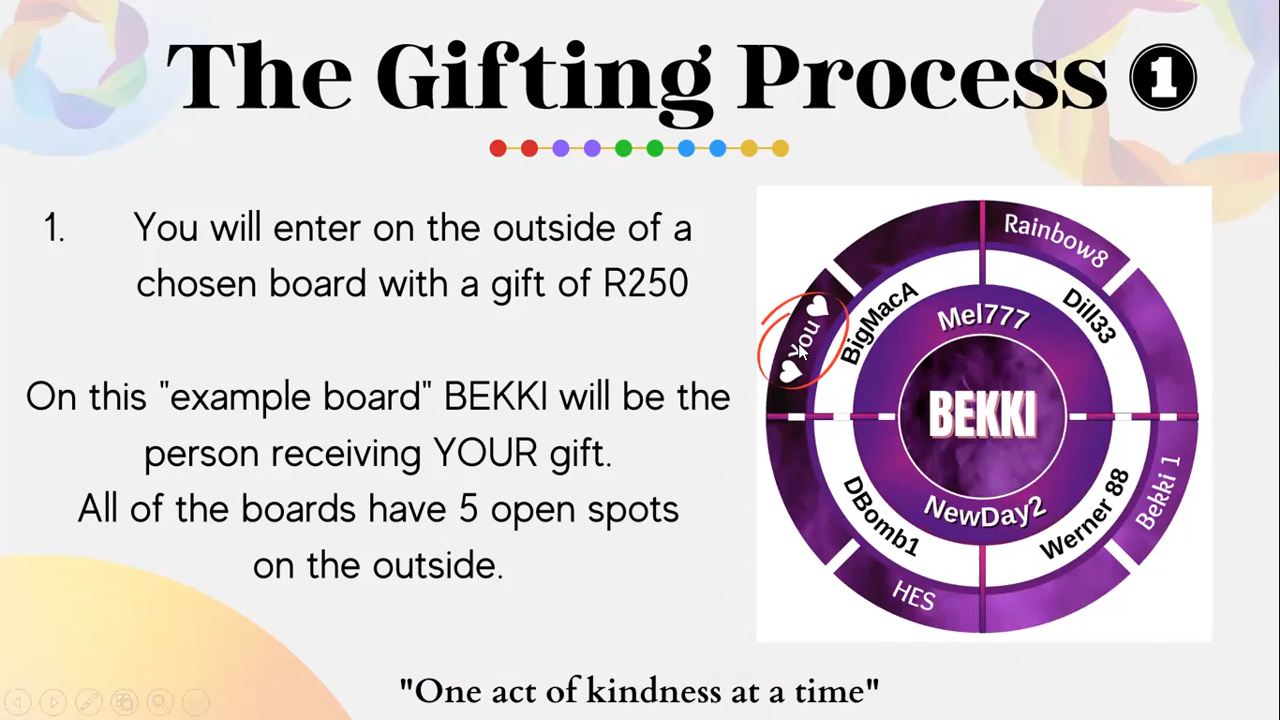 The Gifting Process 1
1. You will enter on the outside of a
chosen board with a gift of R250
On this "example board" BEKKI will be the
person receiving YOUR gift.
All of the boards have 5 open spots
on the outside.
Rainbow8
You
BigMacA
Mel777
Dill33
BEKKI
DBomb1
NewDay2
Werner 88
Bekki 1
HES
"One act of kindness at a time"